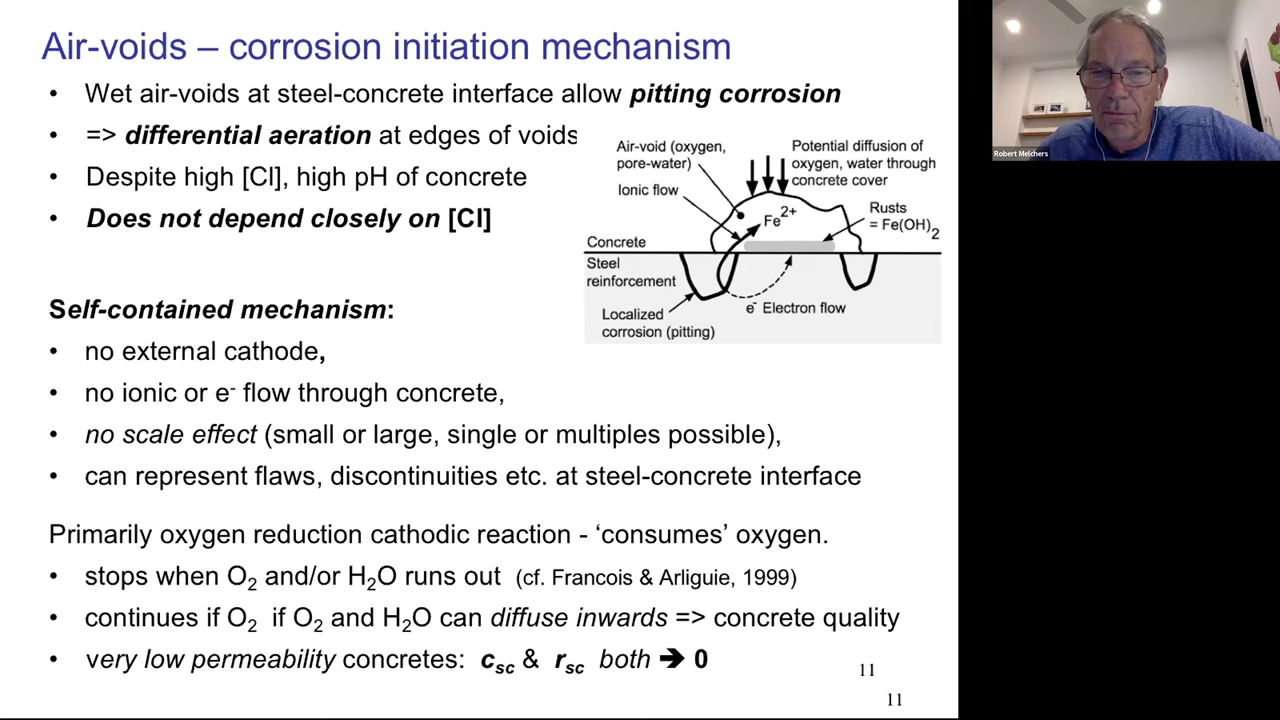 Air-voids – corrosion initiation mechanism
• Wet air-voids at steel-concrete interface allow pitting corrosion
• => differential aeration at edges of voids
• Despite high [Cl], high pH of concrete
• Does not depend closely on [Cl]
Air-void (oxygen,
pore-water)
Ionic flow
Potential diffusion of
oxygen, water through
concrete cover
Fe2+
Rusts
= Fe(OH)2
Concrete
Steel
reinforcement
e- Electron flow
Localized
corrosion (pitting)
Self-contained mechanism:
• no external cathode,
• no ionic or e- flow through concrete,
• no scale effect (small or large, single or multiples possible),
• can represent flaws, discontinuities etc. at steel-concrete interface
Primarily oxygen reduction cathodic reaction - ‘consumes’ oxygen.
• stops when O2 and/or H2O runs out (cf. Francois & Arliguie, 1999)
• continues if O2 if O2 and H2O can diffuse inwards => concrete quality
• very low permeability concretes: csc & rsc both ➔ 0
11
11
Robert Melchers